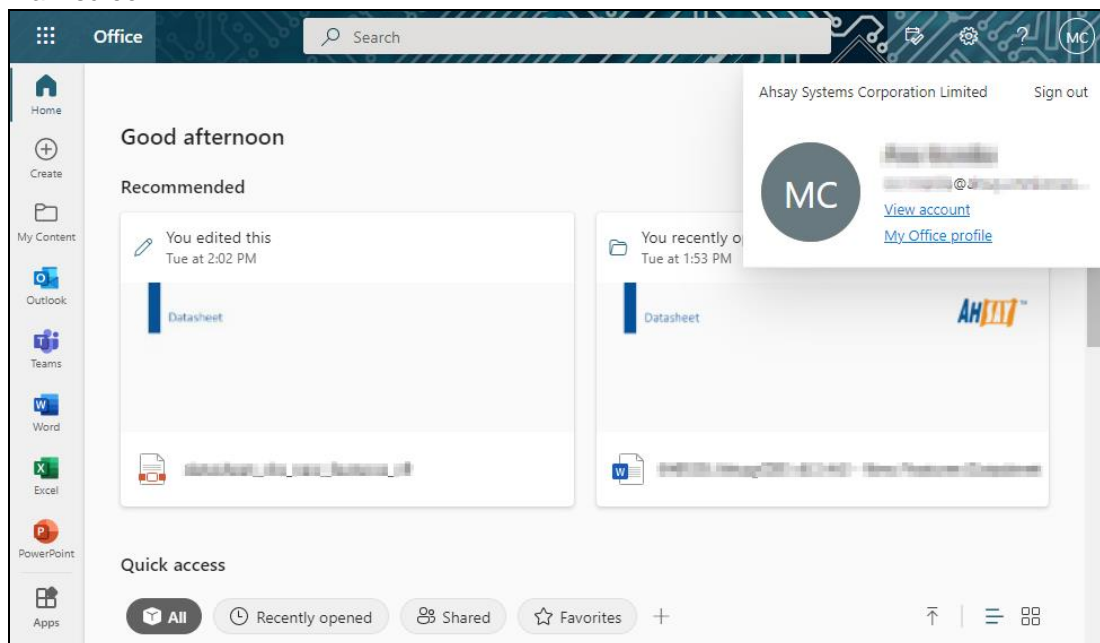 Office
Search
?
MC
Home
Create
My Content
Outlook
Teams
Word
Excel
PowerPoint
Apps
Ahsay Systems Corporation Limited Sign out
MC
@
View account
My Office profile
Good afternoon
Recommended
You edited this
Tue at 2:02 PM
Datasheet
You recently o
Tue at 1:53 PM
Datasheet
AHSAY™
Quick access
All Recently opened Shared Favorites